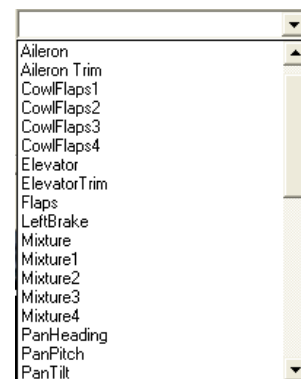 Aileron
Aileron Trim
CowlFlaps1
CowlFlaps2
CowlFlaps3
CowlFlaps4
Elevator
ElevatorTrim
Flaps
LeftBrake
Mixture
Mixture1
Mixture2
Mixture3
Mixture4
PanHeading
PanPitch
PanTilt